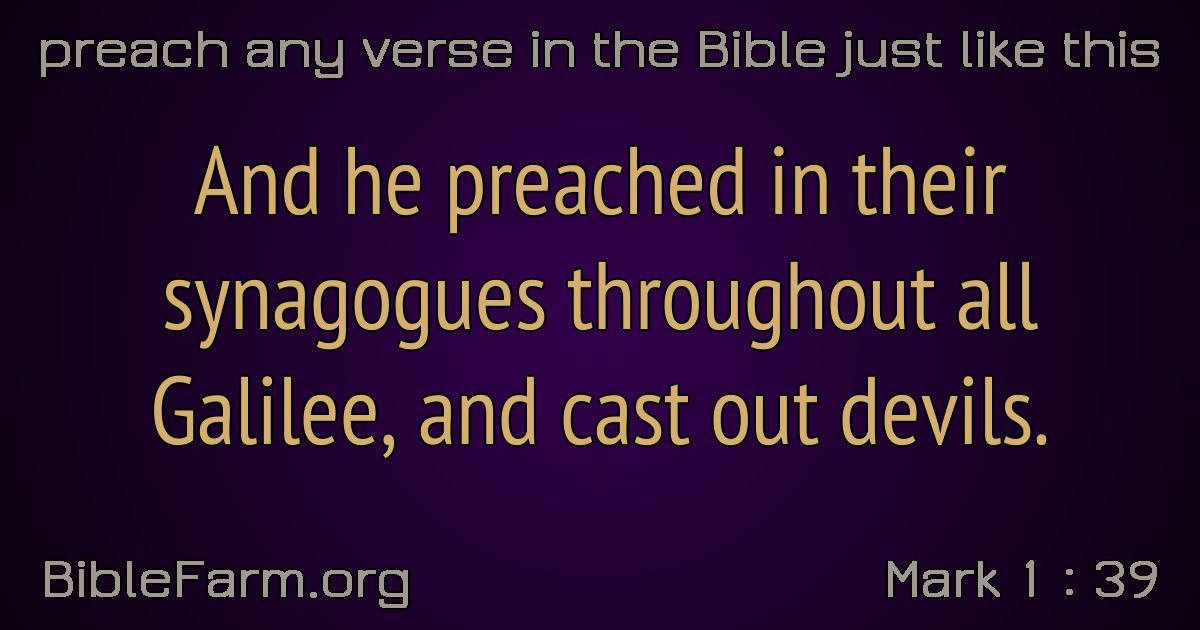 preach any verse in the Bible just like this
And he preached in their
synagogues throughout all
Galilee, and cast out devils.
BibleFarm.org
Mark 1 : 39